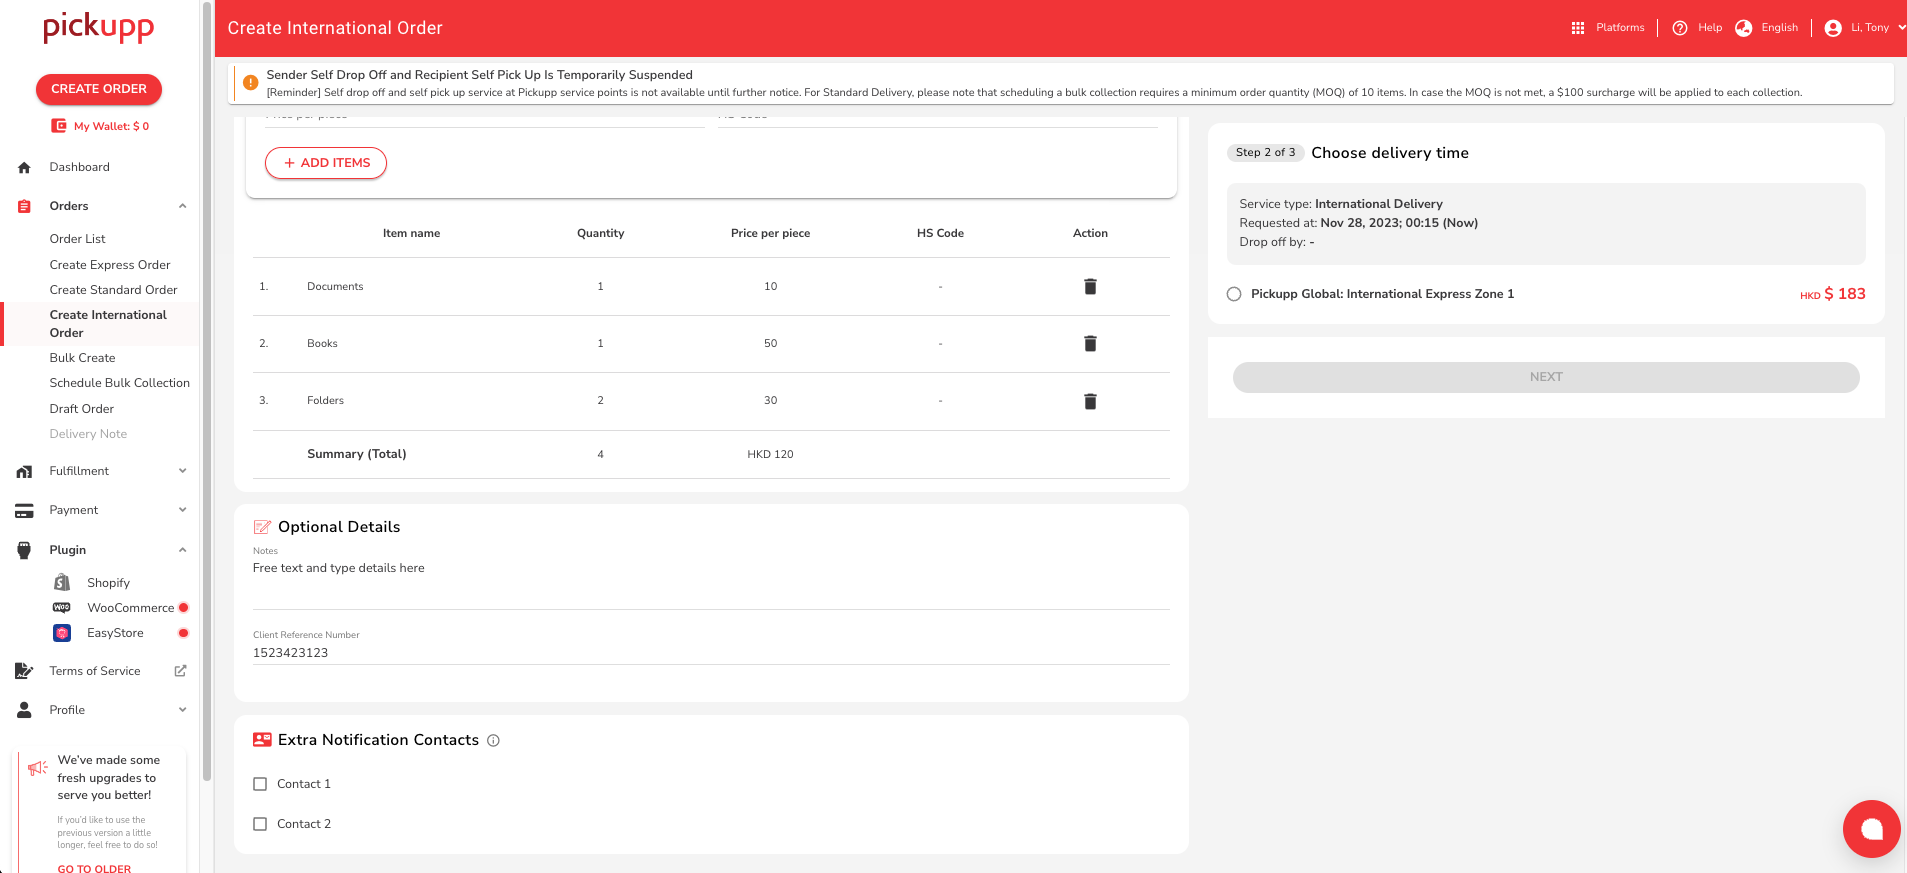 pickupp
CREATE ORDER
My Wallet: $ 0
Dashboard
Orders
Order List
Create Express Order
Create Standard Order
Create International
Order
Bulk Create
Schedule Bulk Collection
Draft Order
Delivery Note
Fulfillment
Payment
Plugin
Shopify
WooCommerce
EasyStore
Terms of Service
Profile
We've made some
fresh upgrades to
serve you better!
If you'd like to use the
previous version a little
longer, feel free to do so!
GO TO OLDER
Create International Order
Platforms
Help
English
Li, Tony
Sender Self Drop Off and Recipient Self Pick Up Is Temporarily Suspended
[Reminder] Self drop off and self pick up service at Pickupp service points is not available until further notice. For Standard Delivery, please note that scheduling a bulk collection requires a minimum order quantity (MOQ) of 10 items. In case the MOQ is not met, a $100 surcharge will be applied to each collection.
Price per piece
HS Code
+ ADD ITEMS
Item name Quantity Price per piece HS Code Action
1. Documents 1 10 -
2. Books 1 50 -
3. Folders 2 30 -
Summary (Total) 4 HKD 120
Optional Details
Notes
Free text and type details here
Client Reference Number
1523423123
Extra Notification Contacts
Contact 1
Contact 2
Step 2 of 3 Choose delivery time
Service type: International Delivery
Requested at: Nov 28, 2023; 00:15 (Now)
Drop off by: -
Pickupp Global: International Express Zone 1 HKD $ 183
NEXT